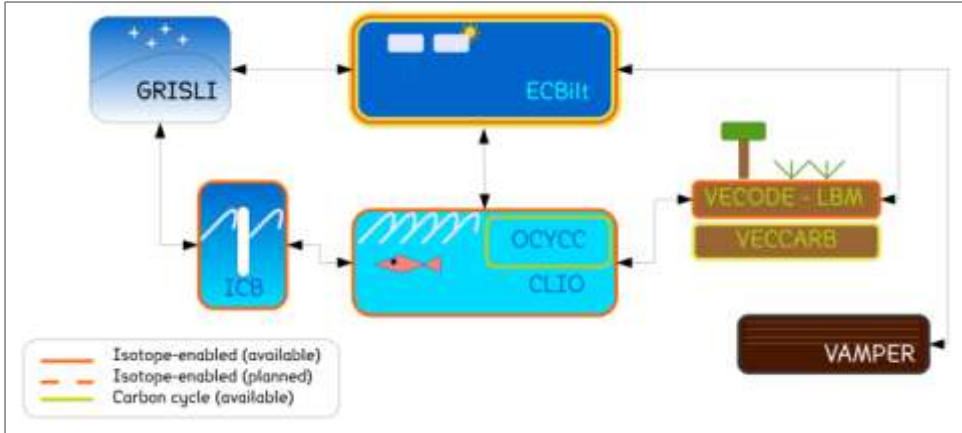 GRISLI
ECBilt
VECODE - LBM
VECCARB
OCYCC
CLIO
ICB
VAMPER
Isotope-enabled (available)
Isotope-enabled (planned)
Carbon cycle (available)